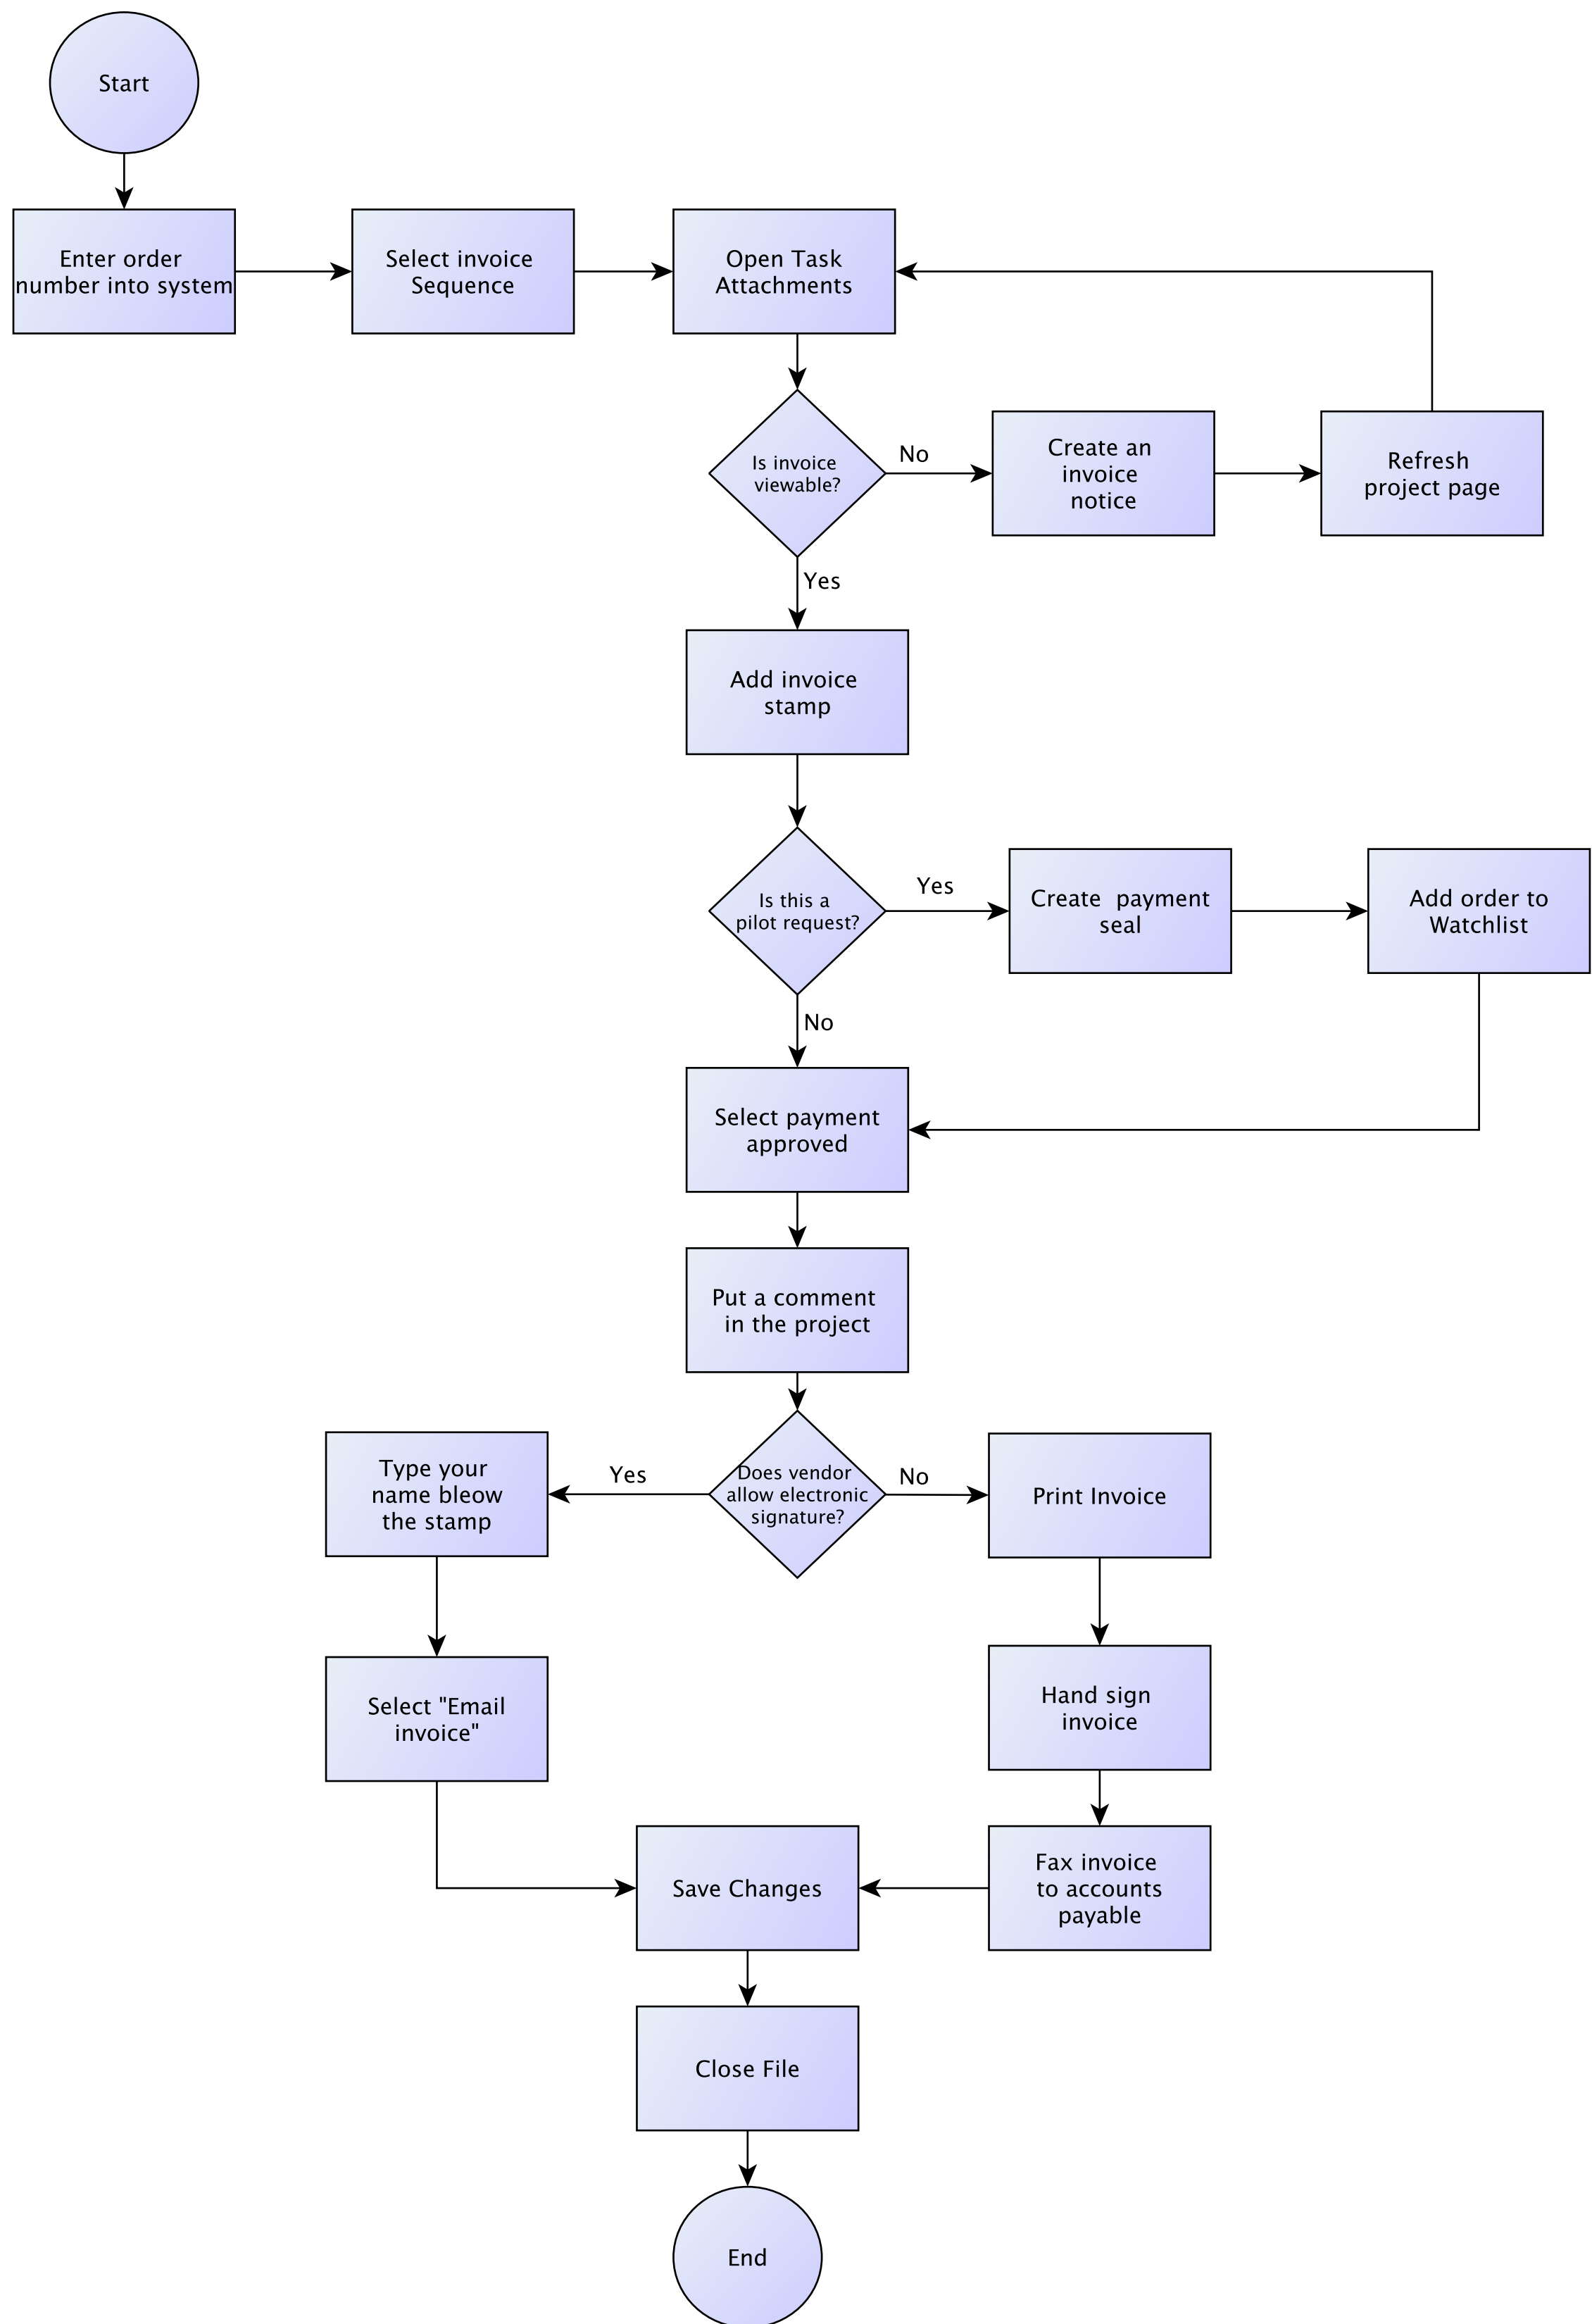 Start
Enter order
number into system
Select invoice
Sequence
Open Task
Attachments
Is invoice
viewable?
No
Create an
invoice
notice
Refresh
project page
Yes
Add invoice
stamp
Is this a
pilot request?
Yes
Create  payment
seal
Add order to
Watchlist
No
Select payment
approved
Put a comment
in the project
Does vendor
allow electronic
signature?
Yes
Type your
name bleow
the stamp
No
Print Invoice
Select "Email
invoice"
Hand sign
invoice
Fax invoice
to accounts
payable
Save Changes
Close File
End